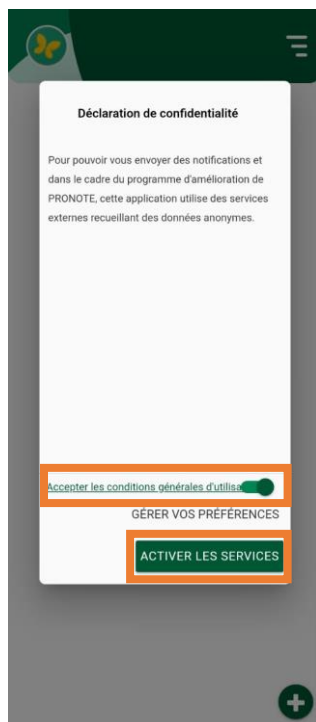 Déclaration de confidentialité
Pour pouvoir vous envoyer des notifications et
dans le cadre du programme d'amélioration de
PRONOTE, cette application utilise des services
externes recueillant des données anonymes.
Accepter les conditions générales d'utilisa
GÉRER VOS PRÉFÉRENCES
ACTIVER LES SERVICES